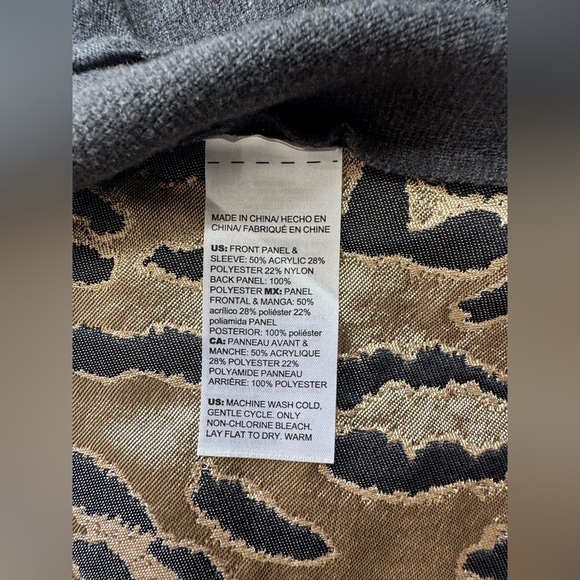 MADE IN CHINA/ HECHO EN
CHINA/ FABRIQUÉ EN CHINE
US: FRONT PANEL &
SLEEVE: 50% ACRYLIC 28%
POLYESTER 22% NYLON
BACK PANEL: 100%
POLYESTER MX: PANEL
FRONTAL & MANGA: 50%
acrílico 28% poliéster 22%
poliamida PANEL
POSTERIOR: 100% poliéster
CA: PANNEAU AVANT &
MANCHE: 50% ACRYLIQUE
28% POLYESTER 22%
POLYAMIDE PANNEAU
ARRIÈRE: 100% POLYESTER
US: MACHINE WASH COLD,
GENTLE CYCLE. ONLY
NON-CHLORINE BLEACH.
LAY FLAT TO DRY. WARM